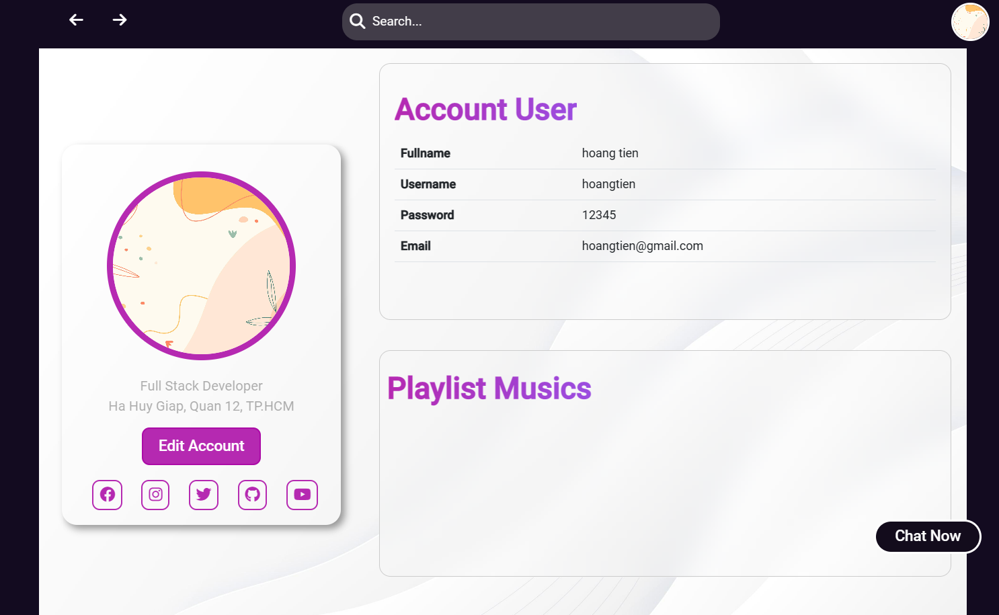 Search...
Account User
Fullname hoang tien
Username hoangtien
Password 12345
Email hoangtien@gmail.com
Full Stack Developer
Ha Huy Giap, Quan 12, TP.HCM
Edit Account
Playlist Musics
Chat Now